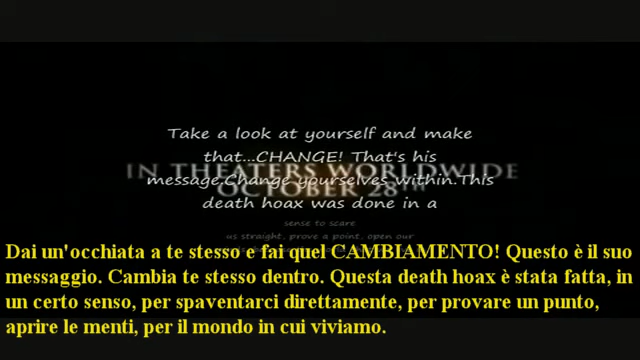 Take a look at yourself and make
that...CHANGE! That's his
IN THEATERS WORLDWIDE
message.Change yourselves within.This
OCTOBER 28TH
death hoax was done in a
sense to scare
us straight, prove a point, open our
Dai un'occhiata a te stesso e fai quel CAMBIAMENTO! Questo è il suo
messaggio. Cambia te stesso dentro. Questa death hoax è stata fatta, in
un certo senso, per spaventarci direttamente, per provare un punto,
aprire le menti, per il mondo in cui viviamo.